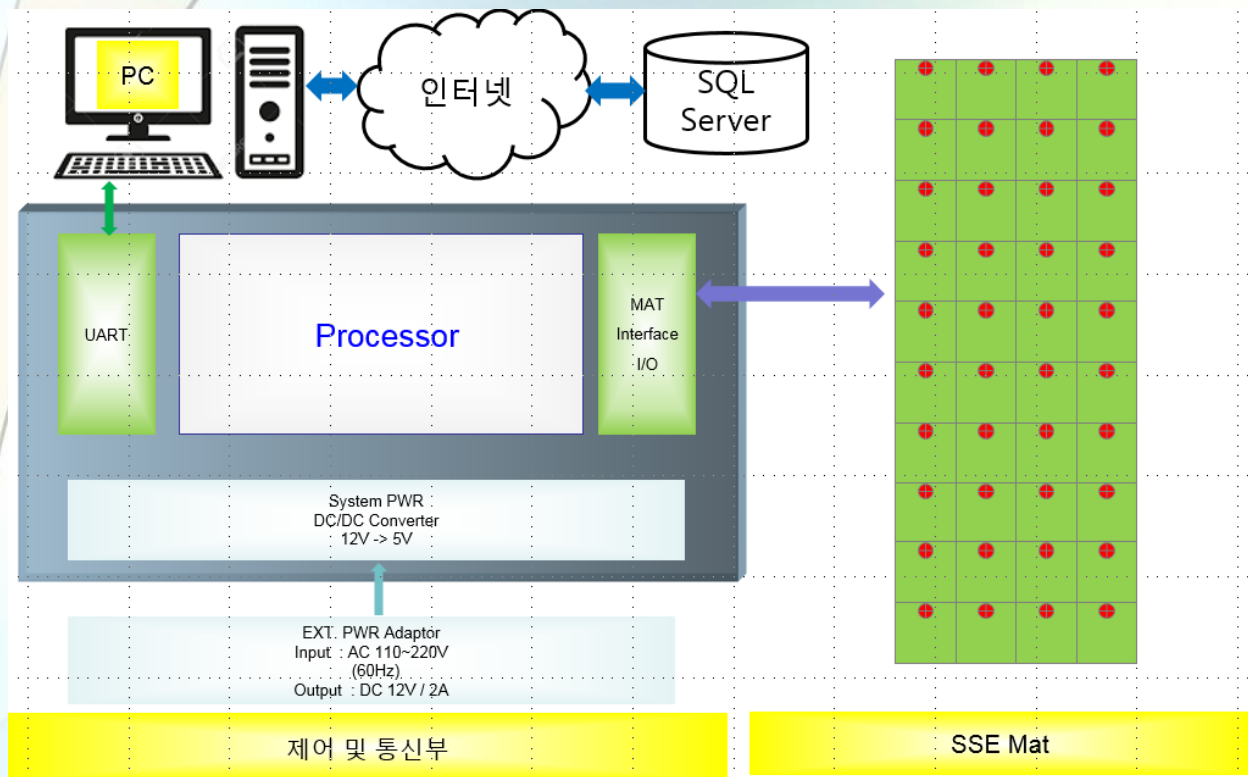 PC
인터넷
SQL
Server
UART
Processor
MAT
Interface
I/O
System PWR :
DC/DC Converter
12V -> 5V
EXT. PWR Adaptor
Input : AC 110~220V
(60Hz)
Output : DC 12V / 2A
제어 및 통신부
SSE Mat